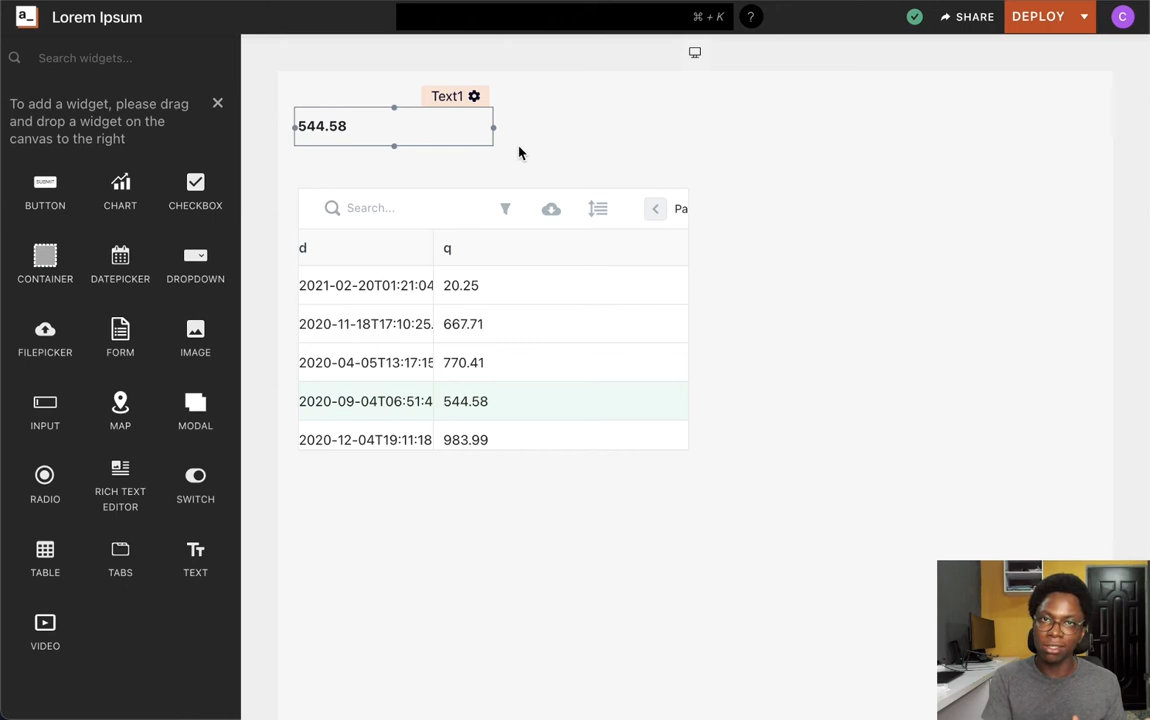 a_ Lorem Ipsum
⌘ + K
?
SHARE
DEPLOY
C
Search widgets...
To add a widget, please drag
and drop a widget on the
canvas to the right
SUBMIT
BUTTON
CHART
CHECKBOX
CONTAINER
DATEPICKER
DROPDOWN
FILEPICKER
FORM
IMAGE
INPUT
MAP
MODAL
RADIO
RICH TEXT
EDITOR
SWITCH
TABLE
TABS
Tт
TEXT
VIDEO
Text1
544.58
Search...
Pa
d q
2021-02-20T01:21:04 20.25
2020-11-18T17:10:25. 667.71
2020-04-05T13:17:15 770.41
2020-09-04T06:51:4 544.58
2020-12-04T19:11:18 983.99